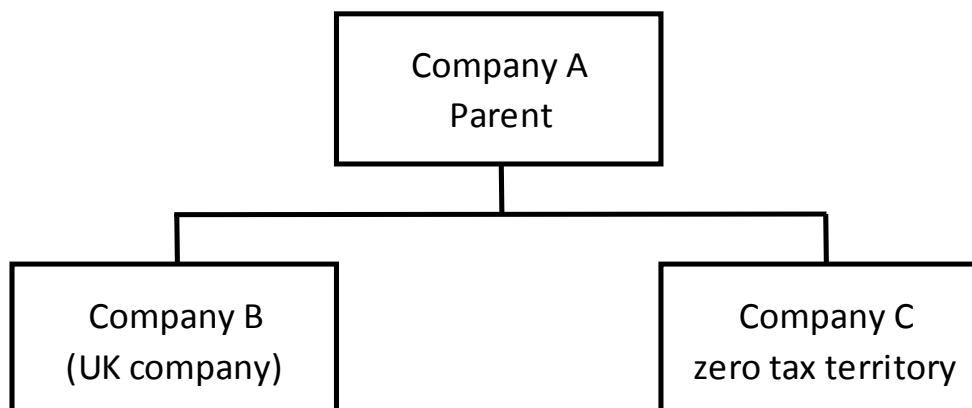 Company A
Parent
Company B
(UK company)
Company C
zero tax territory